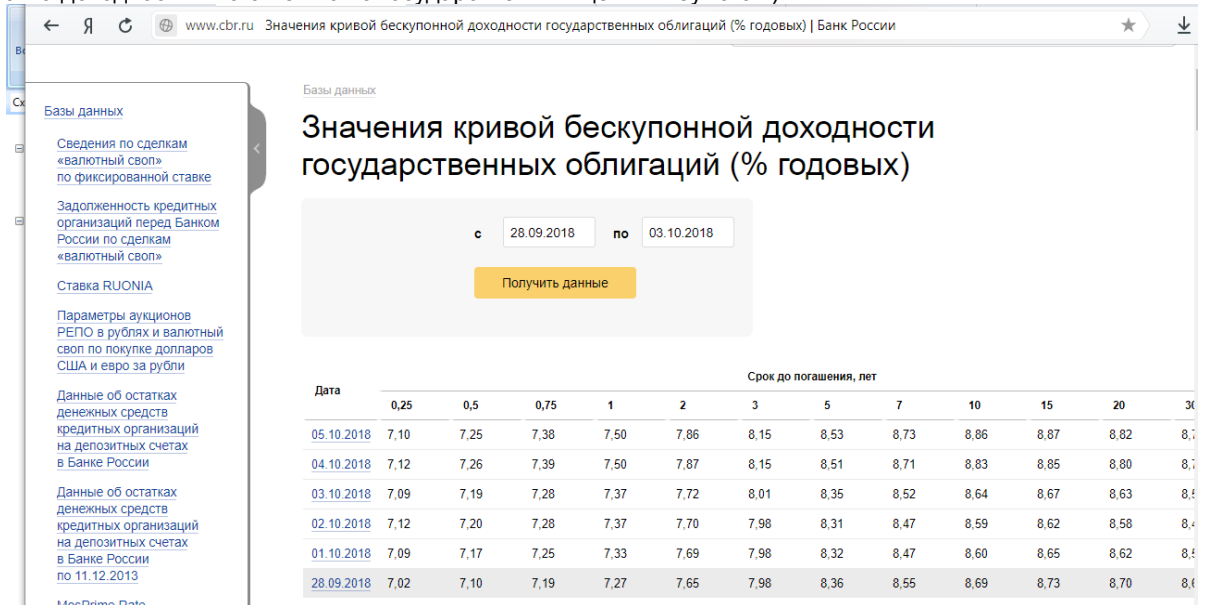 www.cbr.ru Значения кривой бескупонной доходности государственных облигаций (% годовых) | Банк России
Базы данных
Сведения по сделкам
«валютный своп»
по фиксированной ставке
Задолженность кредитных
организаций перед Банком
России по сделкам
«валютный своп»
Ставка RUONIA
Параметры аукционов
РЕПО в рублях и валютный
своп по покупке долларов
США и евро за рубли
Данные об остатках
денежных средств
кредитных организаций
на депозитных счетах
в Банке России
Данные об остатках
денежных средств
кредитных организаций
на депозитных счетах
в Банке России
по 11.12.2013
MosPrime Rate
Базы данных
Значения кривой бескупонной доходности
государственных облигаций (% годовых)
с 28.09.2018 по 03.10.2018
Получить данные
Срок до погашения, лет
Дата
0,25 0,5 0,75 1 2 3 5 7 10 15 20 30
05.10.2018 7,10 7,25 7,38 7,50 7,86 8,15 8,53 8,73 8,86 8,87 8,82
04.10.2018 7,12 7,26 7,39 7,50 7,87 8,15 8,51 8,71 8,83 8,85 8,80
03.10.2018 7,09 7,19 7,28 7,37 7,72 8,01 8,35 8,52 8,64 8,67 8,63
02.10.2018 7,12 7,20 7,28 7,37 7,70 7,98 8,31 8,47 8,59 8,62 8,58
01.10.2018 7,09 7,17 7,25 7,33 7,69 7,98 8,32 8,47 8,60 8,65 8,62
28.09.2018 7,02 7,10 7,19 7,27 7,65 7,98 8,36 8,55 8,69 8,73 8,70